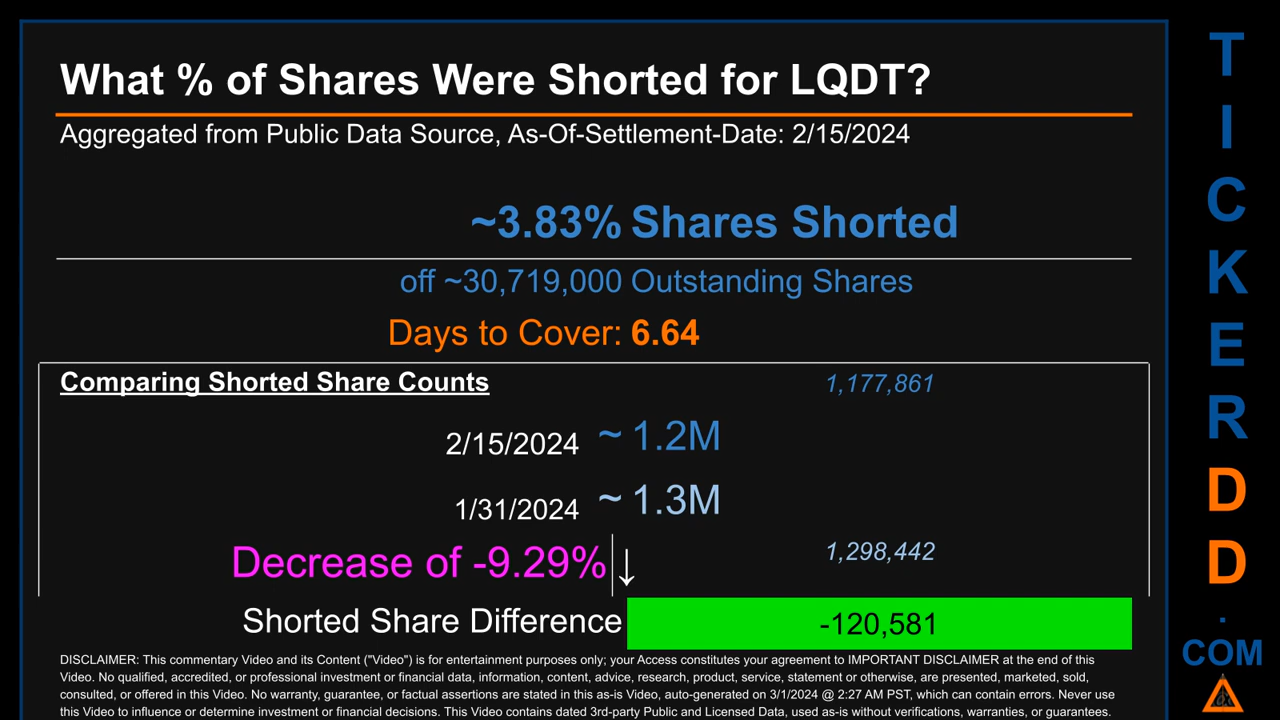 What % of Shares Were Shorted for LQDT?
Aggregated from Public Data Source, As-Of-Settlement-Date: 2/15/2024
~3.83% Shares Shorted
off ~30,719,000 Outstanding Shares
Days to Cover: 6.64
Comparing Shorted Share Counts 1,177,861
2/15/2024 ~ 1.2M
1/31/2024 ~ 1.3M
Decrease of -9.29% ↓ 1,298,442
Shorted Share Difference -120,581
DISCLAIMER: This commentary Video and its Content ("Video") is for entertainment purposes only; your Access constitutes your agreement to IMPORTANT DISCLAIMER at the end of this
Video. No qualified, accredited, or professional investment or financial data, information, content, advice, research, product, service, statement or otherwise, are presented, marketed, sold,
consulted, or offered in this Video. No warranty, guarantee, or factual assertions are stated in this as-is Video, auto-generated on 3/1/2024 @ 2:27 AM PST, which can contain errors. Never use
this Video to influence or determine investment or financial decisions. This Video contains dated 3rd-party Public and Licensed Data, used as-is without verifications, warranties, or guarantees.
T
I
C
K
E
R
D
D
.
COM